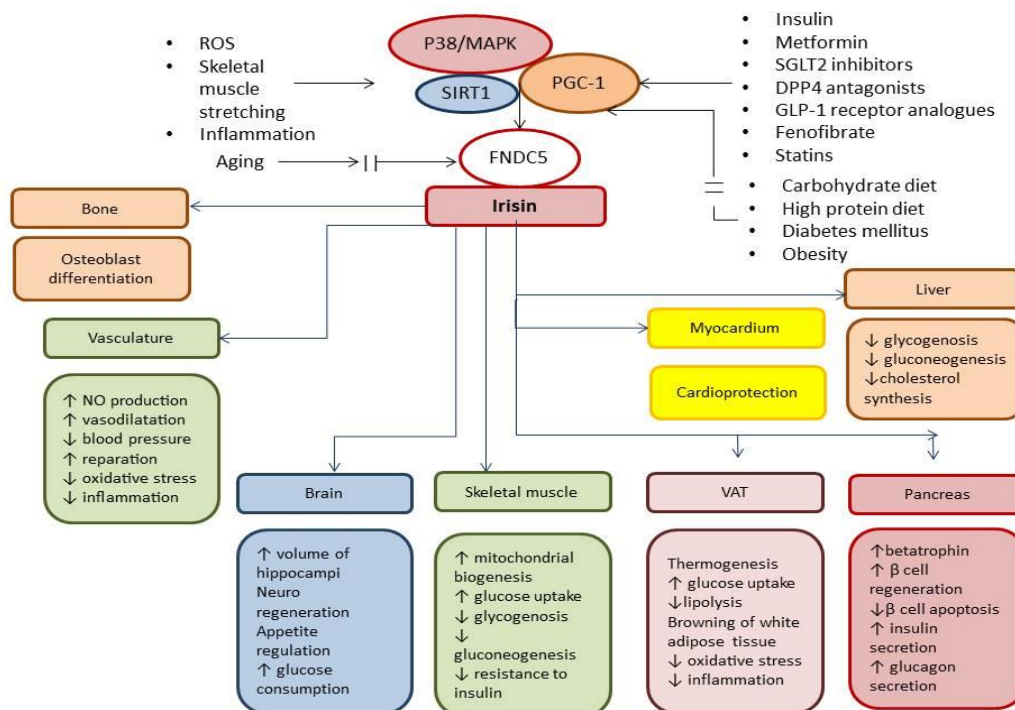 • ROS
• Skeletal
muscle
stretching
• Inflammation
P38/MAPK
SIRT1
PGC-1
• Insulin
• Metformin
• SGLT2 inhibitors
• DPP4 antagonists
• GLP-1 receptor analogues
• Fenofibrate
• Statins
Aging
FNDC5
• Carbohydrate diet
• High protein diet
• Diabetes mellitus
• Obesity
Irisin
Bone
Osteoblast
differentiation
Vasculature
↑ NO production
↑ vasodilatation
↓ blood pressure
↑ reparation
↓ oxidative stress
↓ inflammation
Myocardium
Cardioprotection
Liver
↓ glycogenosis
↓ gluconeogenesis
↓cholesterol
synthesis
Brain
↑ volume of
hippocampi
Neuro
regeneration
Appetite
regulation
↑ glucose
consumption
Skeletal muscle
↑ mitochondrial
biogenesis
↑ glucose uptake
↓ glycogenosis
↓
gluconeogenesis
↓ resistance to
insulin
VAT
Thermogenesis
↑ glucose uptake
↓lipolysis
Browning of white
adipose tissue
↓ oxidative stress
↓ inflammation
Pancreas
↑betatrophin
↑ β cell
regeneration
↓β cell apoptosis
↑ insulin
secretion
↑ glucagon
secretion